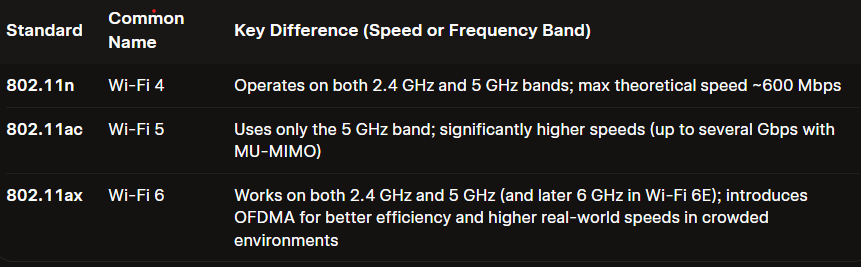 Standard
Common
Name
Key Difference (Speed or Frequency Band)
802.11n
Wi-Fi 4
Operates on both 2.4 GHz and 5 GHz bands; max theoretical speed ~600 Mbps
802.11ac
Wi-Fi 5
Uses only the 5 GHz band; significantly higher speeds (up to several Gbps with
MU-MIMO)
802.11ax
Wi-Fi 6
Works on both 2.4 GHz and 5 GHz (and later 6 GHz in Wi-Fi 6E); introduces
OFDMA for better efficiency and higher real-world speeds in crowded
environments